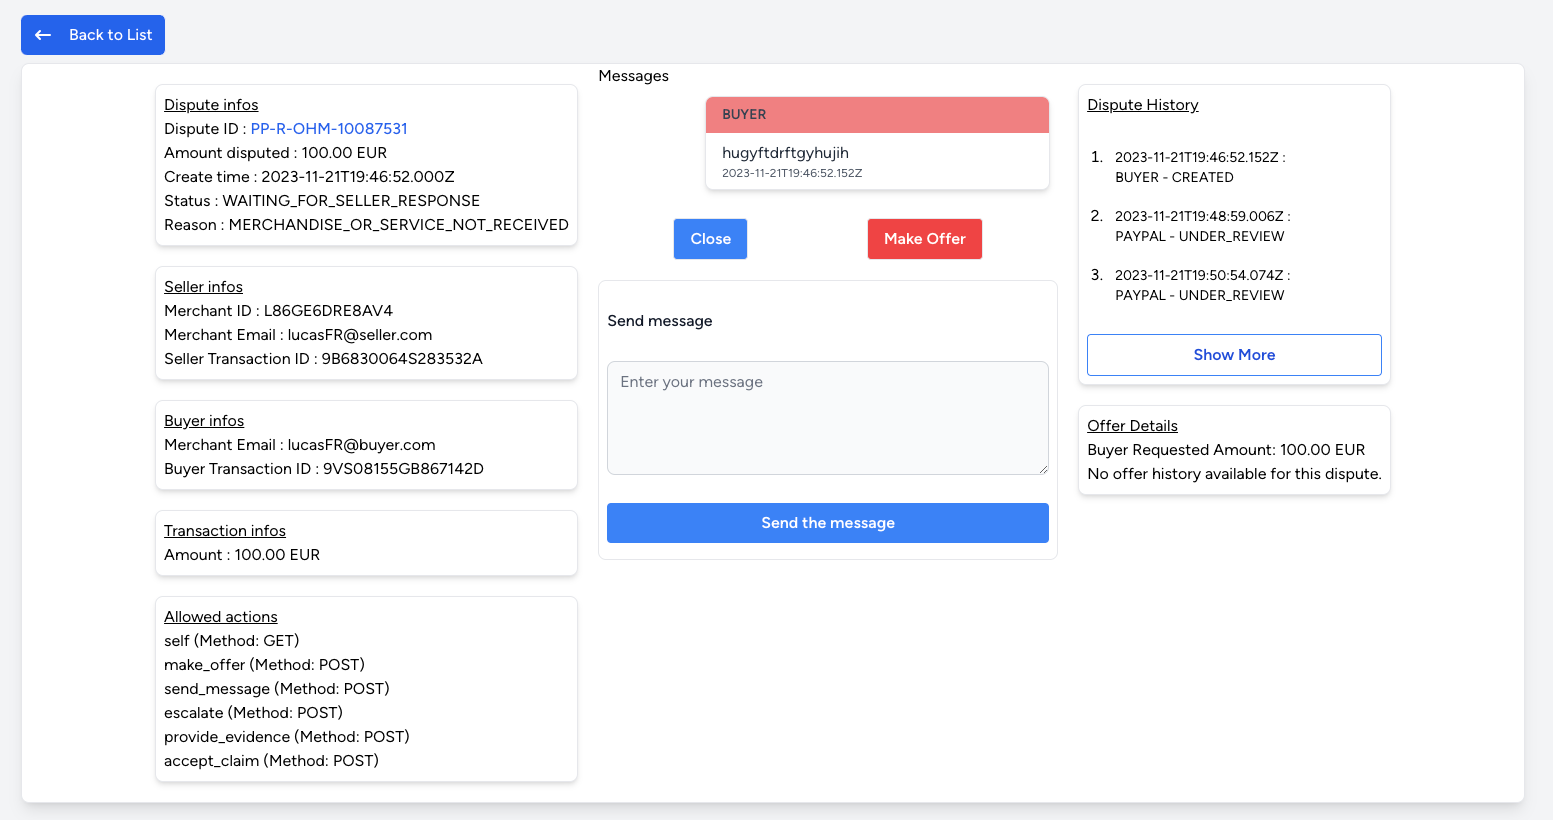 Back to List
Dispute infos
Dispute ID : PP-R-OHM-10087531
Amount disputed : 100.00 EUR
Create time : 2023-11-21T19:46:52.000Z
Status : WAITING_FOR_SELLER_RESPONSE
Reason : MERCHANDISE_OR_SERVICE_NOT_RECEIVED
Seller infos
Merchant ID : L86GE6DRE8AV4
Merchant Email : lucasFR@seller.com
Seller Transaction ID : 9B6830064S283532A
Buyer infos
Merchant Email : lucasFR@buyer.com
Buyer Transaction ID : 9VS08155GB867142D
Transaction infos
Amount : 100.00 EUR
Allowed actions
self (Method: GET)
make_offer (Method: POST)
send_message (Method: POST)
escalate (Method: POST)
provide_evidence (Method: POST)
accept_claim (Method: POST)
Messages
BUYER
hugyftdrftgyhujih
2023-11-21T19:46:52.152Z
Close
Make Offer
Send message
Enter your message
Send the message
Dispute History
1. 2023-11-21T19:46:52.152Z :
BUYER - CREATED
2. 2023-11-21T19:48:59.006Z :
PAYPAL - UNDER_REVIEW
3. 2023-11-21T19:50:54.074Z :
PAYPAL - UNDER_REVIEW
Show More
Offer Details
Buyer Requested Amount: 100.00 EUR
No offer history available for this dispute.